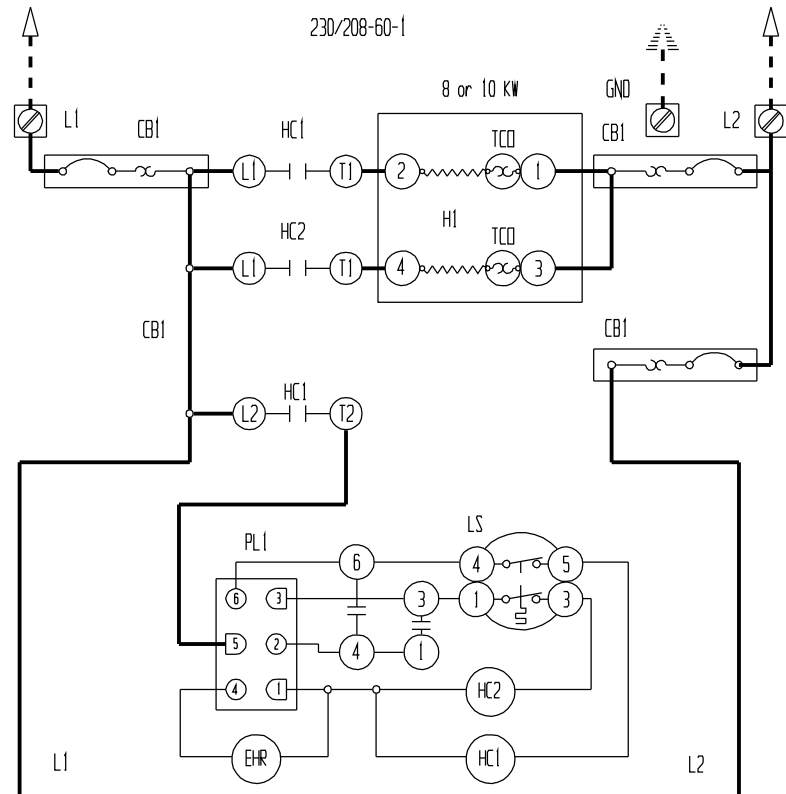 230/208-60-1
8 or 10 KW
GND
L1
CB1
HC1
TCO
CB1
L2
L1
T1
2
1
HC2
H1
TCO
L1
T1
4
3
CB1
CB1
HC1
L2
T2
LS
PL1
6
4
5
6
3
3
1
3
5
2
4
1
4
1
HC2
EHR
HC1
L1
L2